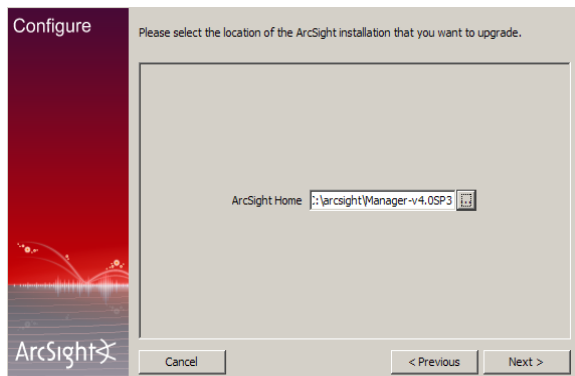 Configure
Please select the location of the ArcSight installation that you want to upgrade.
ArcSight Home :\arcsight\Manager-v4.0SP3 ..
ArcSight
Cancel < Previous Next >